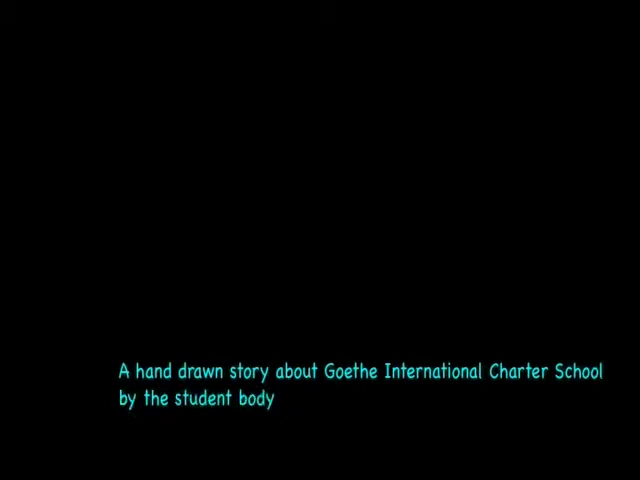 A hand drawn story about Goethe International Charter School
by the student body